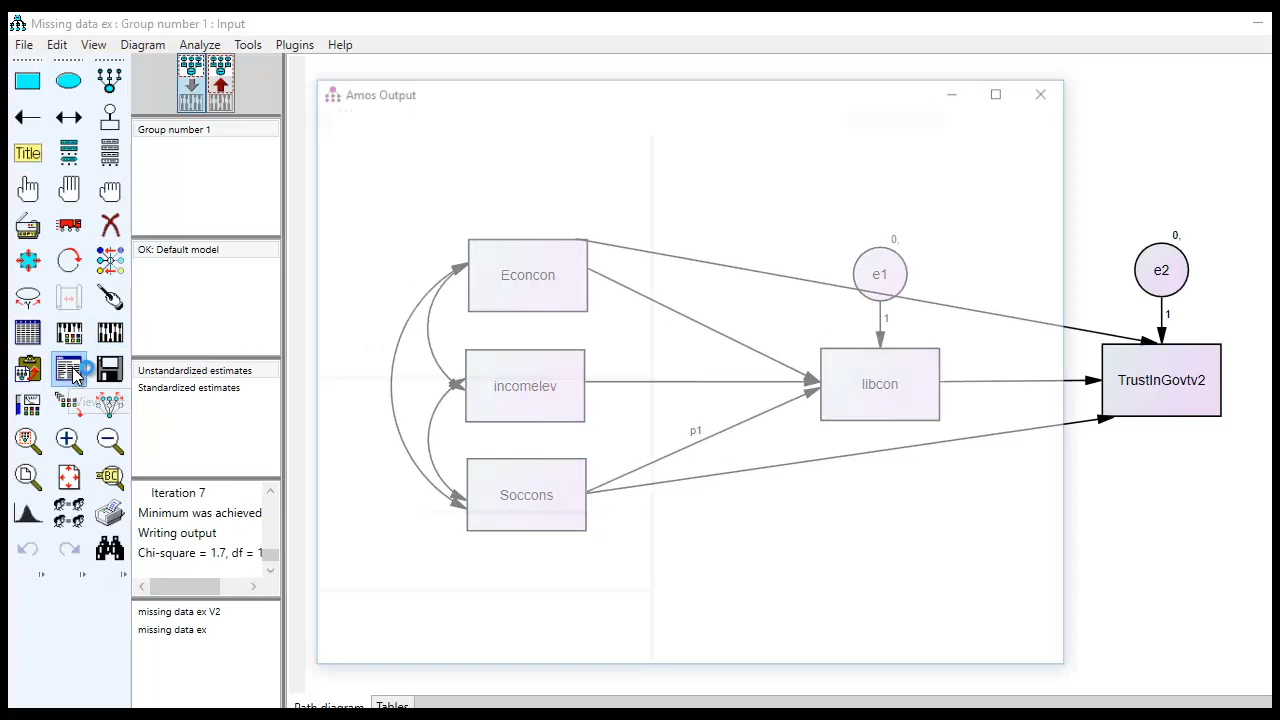 Missing data ex : Group number 1 : Input
File Edit View Diagram Analyze Tools Plugins Help
Title
Group number 1
OK: Default model
Unstandardized estimates
Standardized estimates
Iteration 7
Minimum was achieved
Writing output
Chi-square = 1.7, df = 1
missing data ex V2
missing data ex
Amos Output
Econcon
incomelev
Soccons
p1
0,
e1
1
libcon
0,
e2
1
TrustInGovtv2
Path diagram Tables